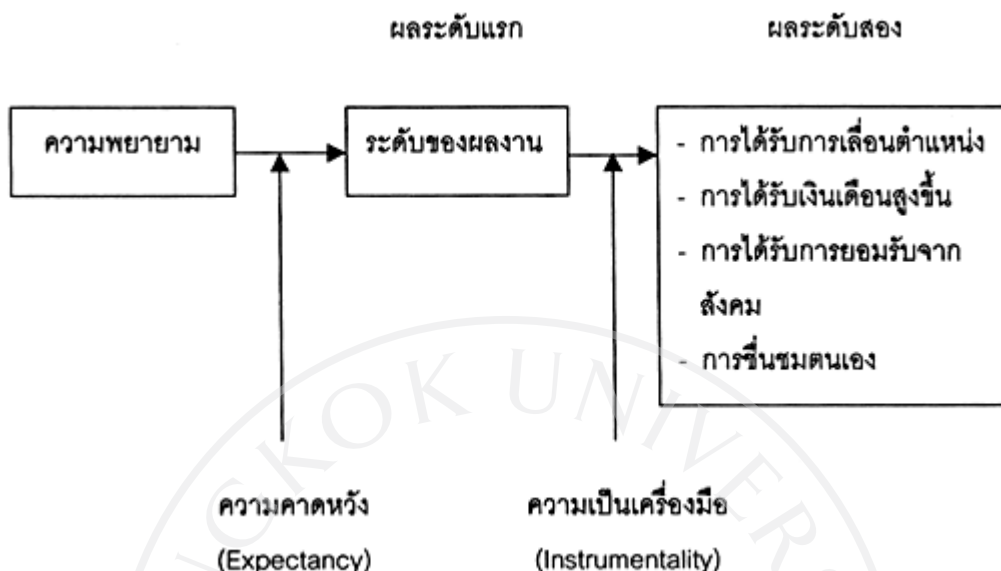 ผลระดับแรก
ผลระดับสอง
ความพยายาม
ระดับของผลงาน
- การได้รับการเลื่อนตำแหน่ง
- การได้รับเงินเดือนสูงขึ้น
- การได้รับการยอมรับจาก
สังคม
- การชื่นชมตนเอง
ความคาดหวัง
(Expectancy)
ความเป็นเครื่องมือ
(Instrumentality)